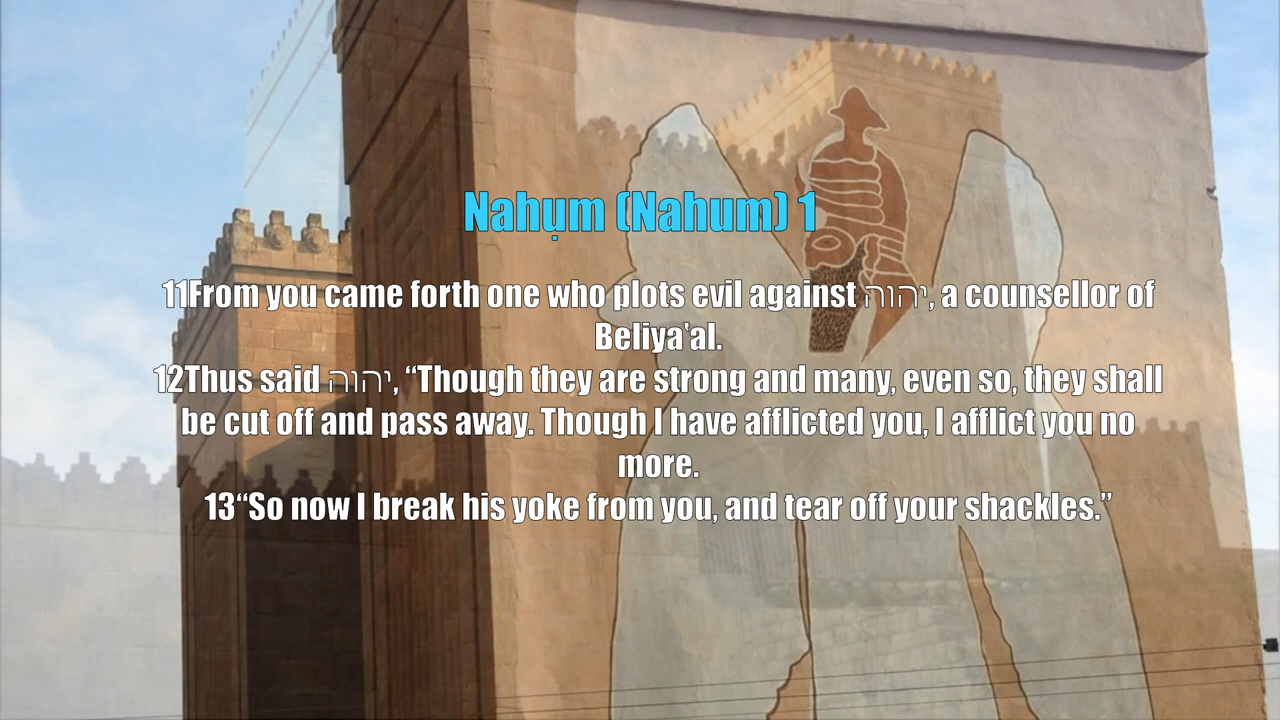 Nahụm (Nahum) 1
11From you came forth one who plots evil against יהוה, a counsellor of
Beliya‛al.
12Thus said יהוה, “Though they are strong and many, even so, they shall
be cut off and pass away. Though I have afflicted you, I afflict you no
more.
13“So now I break his yoke from you, and tear off your shackles.”